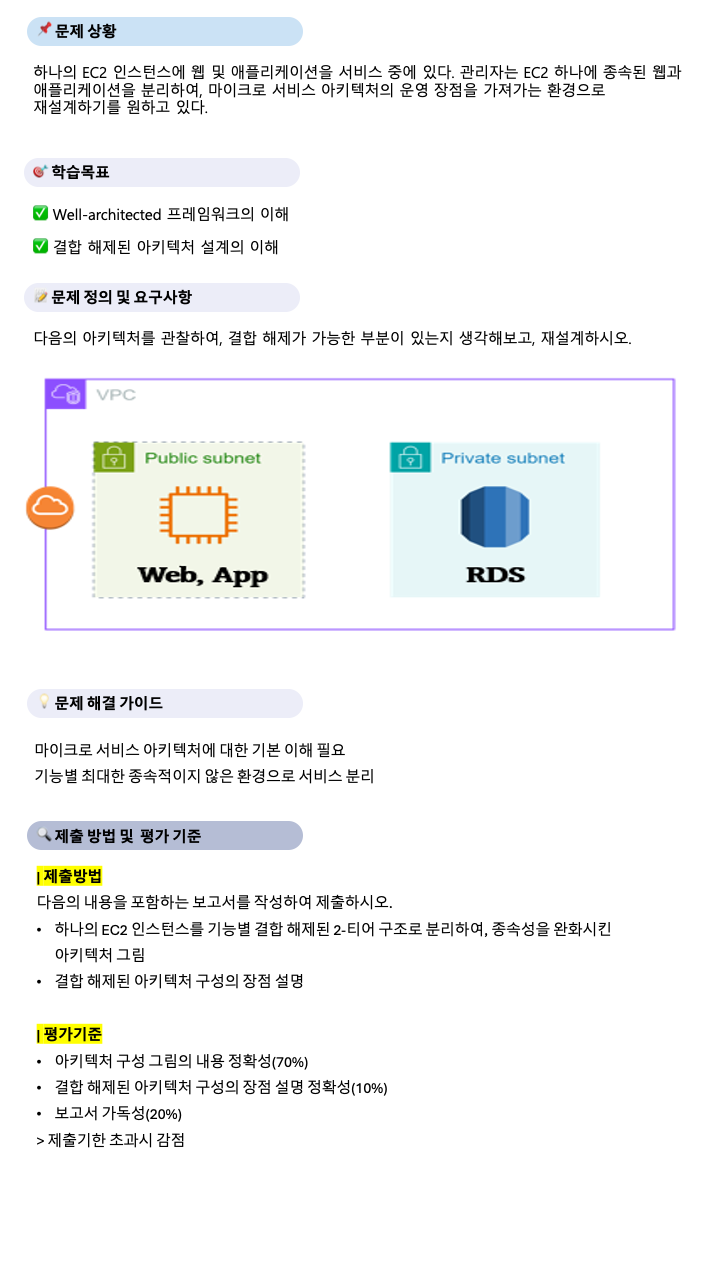 문제 상황
하나의 EC2 인스턴스에 웹 및 애플리케이션을 서비스 중에 있다. 관리자는 EC2 하나에 종속된 웹과
애플리케이션을 분리하여, 마이크로 서비스 아키텍처의 운영 장점을 가져가는 환경으로
재설계하기를 원하고 있다.
학습목표
✅ Well-architected 프레임워크의 이해
✅ 결합 해제된 아키텍처 설계의 이해
문제 정의 및 요구사항
다음의 아키텍처를 관찰하여, 결합 해제가 가능한 부분이 있는지 생각해보고, 재설계하시오.
VPC
Public subnet
Private subnet
Web, App
RDS
문제 해결 가이드
마이크로 서비스 아키텍처에 대한 기본 이해 필요
기능별 최대한 종속적이지 않은 환경으로 서비스 분리
제출 방법 및 평가 기준
| 제출방법
다음의 내용을 포함하는 보고서를 작성하여 제출하시오.
• 하나의 EC2 인스턴스를 기능별 결합 해제된 2-티어 구조로 분리하여, 종속성을 완화시킨
아키텍처 그림
• 결합 해제된 아키텍처 구성의 장점 설명
| 평가기준
• 아키텍처 구성 그림의 내용 정확성(70%)
• 결합 해제된 아키텍처 구성의 장점 설명 정확성(10%)
• 보고서 가독성(20%)
> 제출기한 초과시 감점